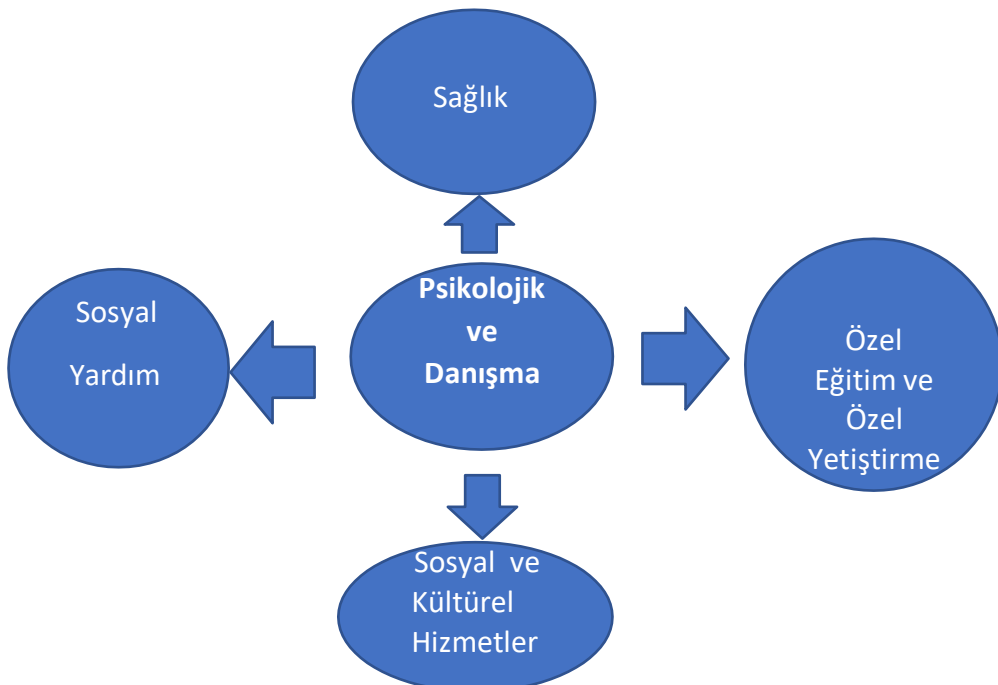 Sağlık
Psikolojik
ve
Danışma
Sosyal
Yardım
Özel
Eğitim ve
Özel
Yetiştirme
Sosyal ve
Kültürel
Hizmetler